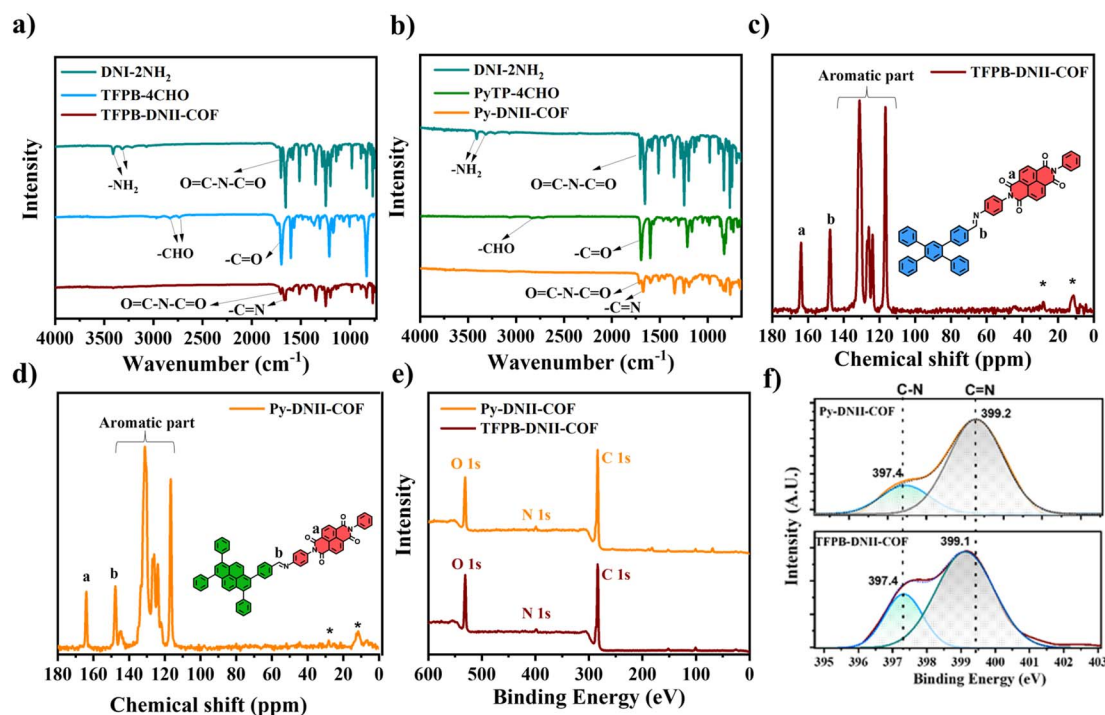 a)
DNI-2NH₂
TFPB-4CHO
TFPB-DNII-COF
-NH₂
O=C-N-C=O
-CHO
-C=O
O=C-N-C=O
-C=N
Intensity
4000 3500 3000 2500 2000 1500 1000
Wavenumber (cm⁻¹)
b)
DNI-2NH₂
PyTP-4CHO
Py-DNII-COF
-NH₂
O=C-N-C=O
-CHO
-C=O
O=C-N-C=O
-C=N
Intensity
4000 3500 3000 2500 2000 1500 1000
Wavenumber (cm⁻¹)
c)
TFPB-DNII-COF
Aromatic part
a
b
a
b
O
O
N
N
O
O
N
*
*
Intensity
180 160 140 120 100 80 60 40 20 0
Chemical shift (ppm)
d)
Py-DNII-COF
Aromatic part
a
b
a
b
O
O
N
N
O
O
N
*
*
Intensity
180 160 140 120 100 80 60 40 20 0
Chemical shift (ppm)
e)
Py-DNII-COF
TFPB-DNII-COF
O 1s
C 1s
N 1s
O 1s
C 1s
N 1s
Intensity
600 500 400 300 200 100 0
Binding Energy (eV)
f)
C-N C=N
Py-DNII-COF
399.2
397.4
TFPB-DNII-COF
399.1
397.4
Intensity (A.U.)
395 396 397 398 399 400 401 402 403
Binding Energy (eV)